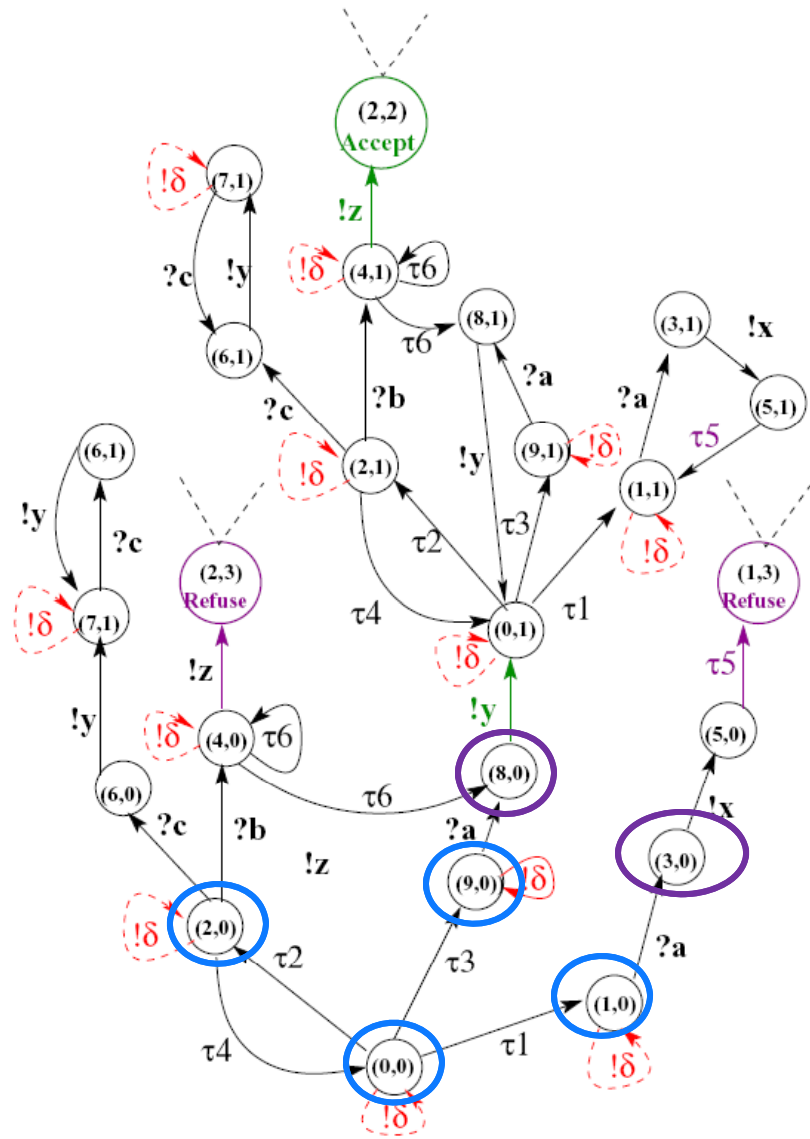 (2,2)
Accept
!δ
(7,1)
!z
?c
!y
!δ
(4,1)
τ6
(8,1)
(3,1)
!x
(6,1)
τ6
?a
?a
(5,1)
?c
?b
!y
(9,1)
!δ
τ5
(6,1)
!δ
(2,1)
(1,1)
!y
?c
τ2
τ3
!δ
(2,3)
Refuse
(1,3)
Refuse
!δ
(7,1)
τ4
(0,1)
τ1
!δ
!z
τ5
!y
!y
!δ
(4,0)
τ6
(5,0)
(8,0)
(6,0)
τ6
!x
?c
?b
?a
!z
(3,0)
(9,0)
!δ
!δ
(2,0)
?a
τ2
τ3
(1,0)
τ4
τ1
(0,0)
!δ
!δ